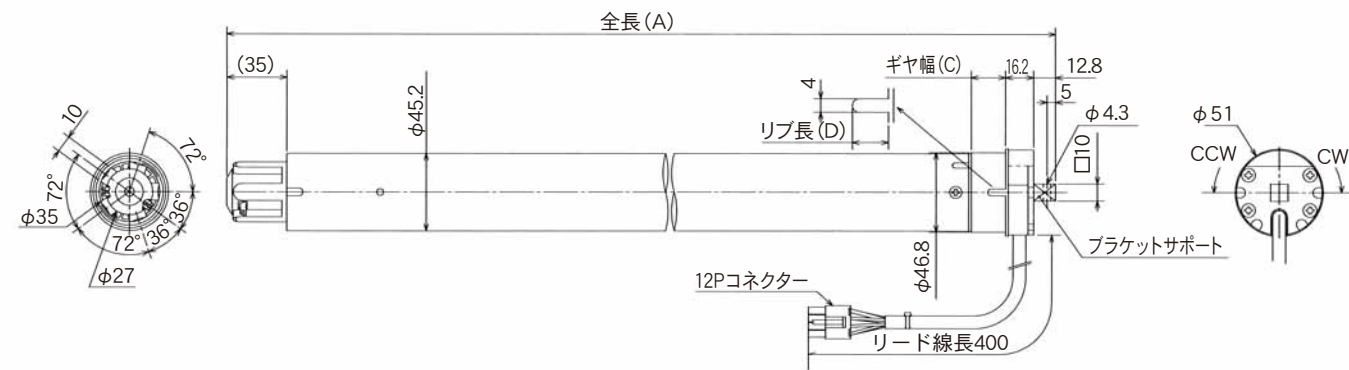 全長(A)
(35)
ギヤ幅(C)
16.2
12.8
5
4
リブ長(D)
φ4.3
□10
φ51
CCW
CW
φ45.2
10
72°
72°
36°
36°
72°
φ35
φ27
φ46.8
ブラケットサポート
12Pコネクター
リード線長400